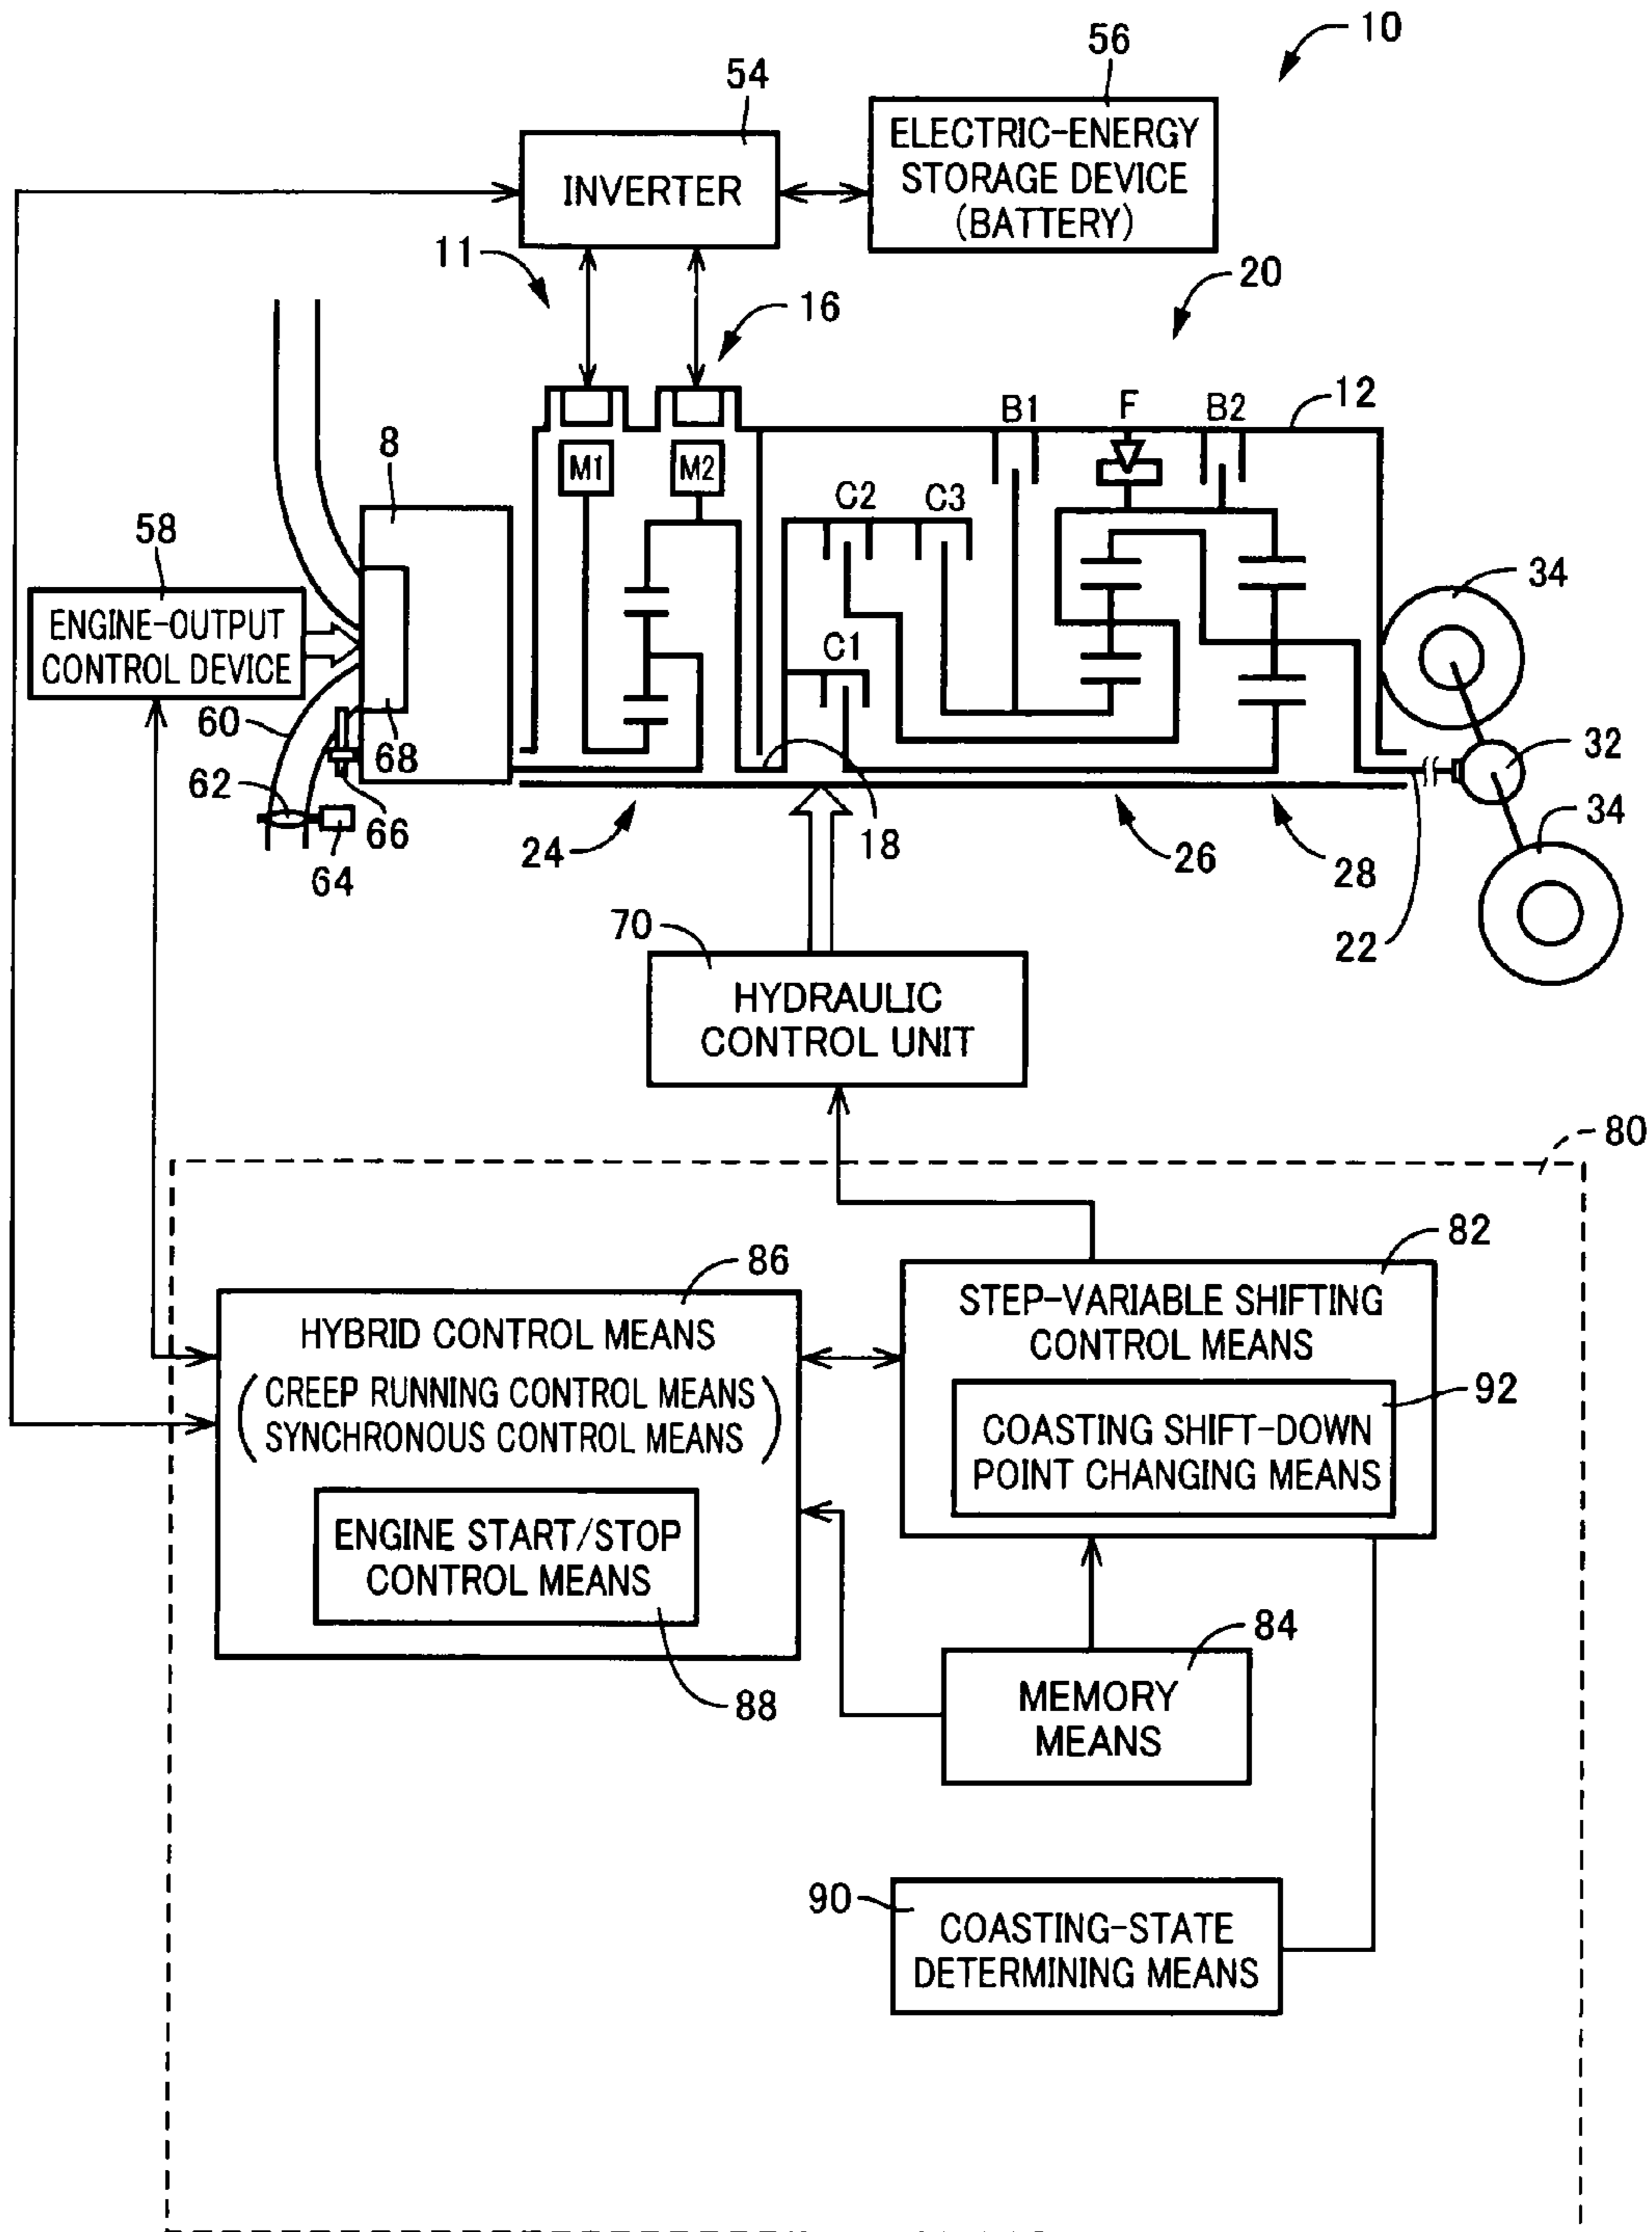 10
56
54
ELECTRIC-ENERGY
STORAGE DEVICE
(BATTERY)
INVERTER
11
16
20
12
B1
F
B2
8
M1
M2
C2
C3
58
34
ENGINE-OUTPUT
CONTROL DEVICE
C1
60
68
32
62
66
64
24
18
26
28
34
22
70
HYDRAULIC
CONTROL UNIT
80
82
86
STEP-VARIABLE SHIFTING
CONTROL MEANS
HYBRID CONTROL MEANS
(CREEP RUNNING CONTROL MEANS
SYNCHRONOUS CONTROL MEANS)
92
COASTING SHIFT-DOWN
POINT CHANGING MEANS
ENGINE START/STOP
CONTROL MEANS
84
88
MEMORY
MEANS
90
COASTING-STATE
DETERMINING MEANS